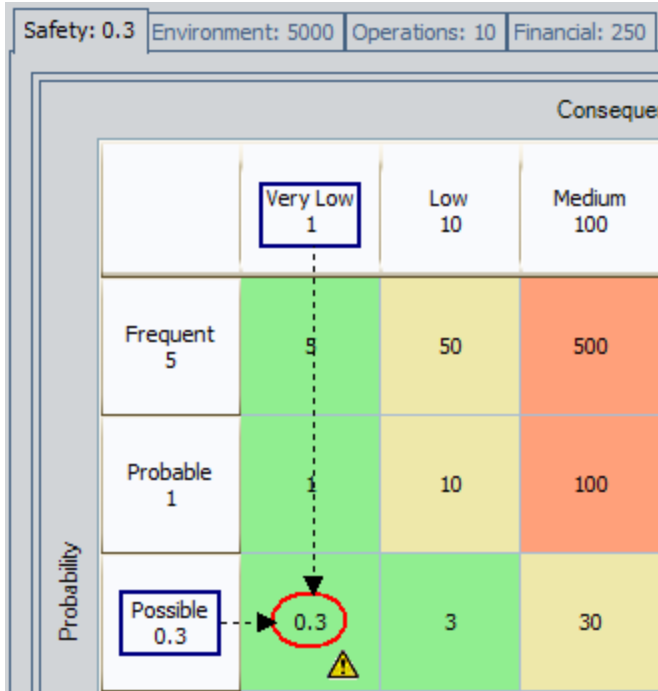 Safety: 0.3 Environment: 5000 Operations: 10 Financial: 250
Conseque
Very Low Low Medium
1 10 100
Frequent
5
5 50 500
Probable
1
1 10 100
Probability
Possible
0.3
0.3 3 30